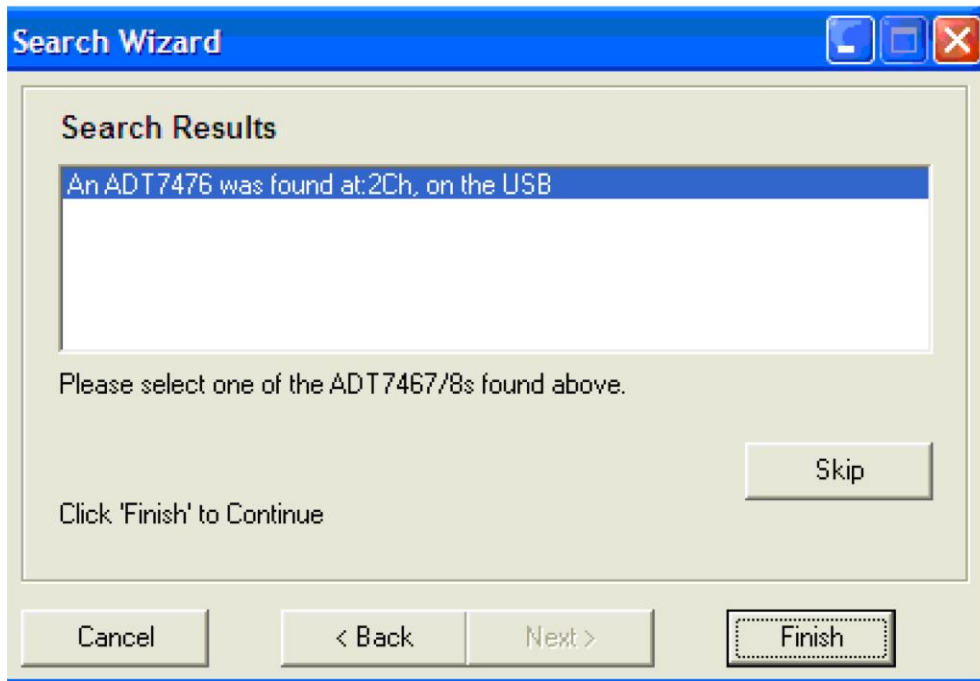 Search Wizard
Search Results
An ADT7476 was found at:2Ch, on the USB
Please select one of the ADT7467/8s found above.
Skip
Click 'Finish' to Continue
Cancel
< Back
Next >
Finish